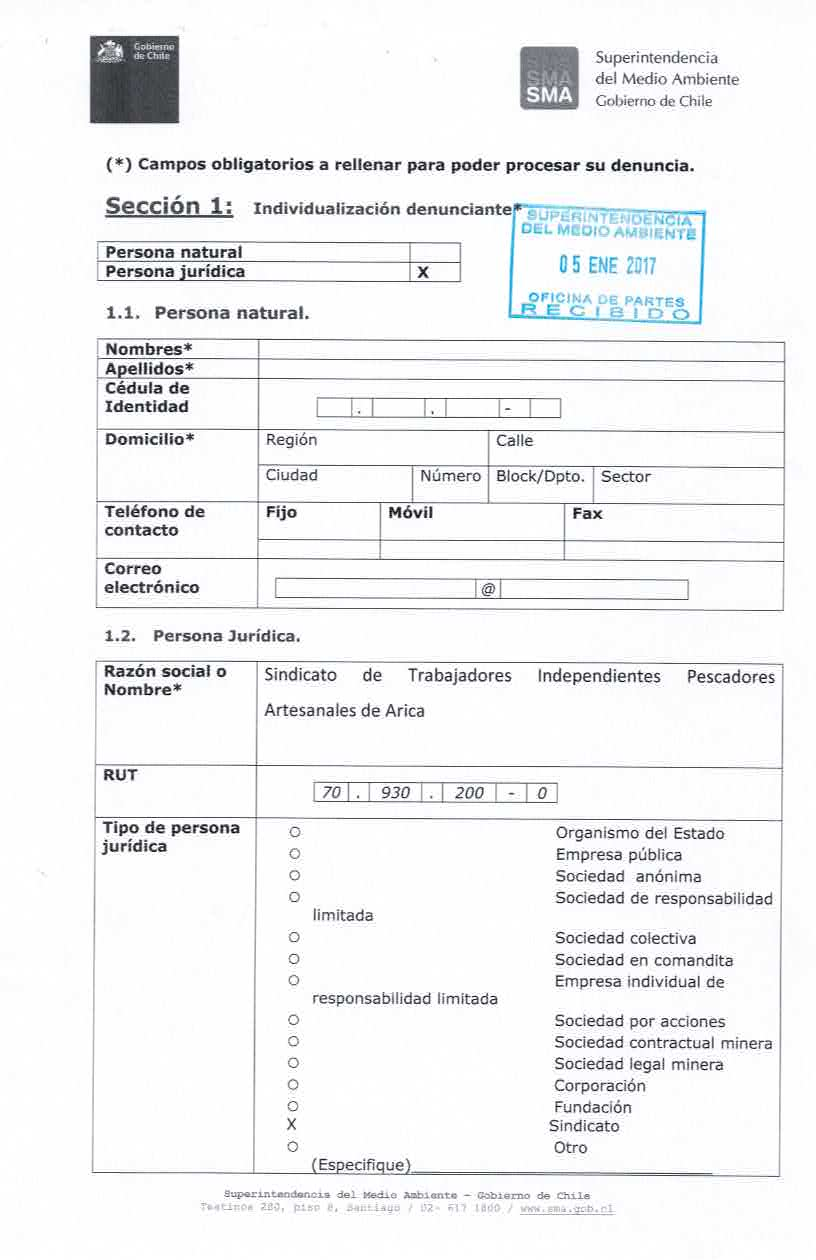 Gobierno
de Chile
SMA
SMA
Superintendencia
del Medio Ambiente
Gobierno de Chile
(*) Campos obligatorios a rellenar para poder procesar su denuncia.
Sección 1: Individualización denunciante*
SUPERINTENDENCIA
DEL MEDIO AMBIENTE
05 ENE 2017
OFICINA DE PARTES
RECIBIDO
Persona natural
Persona jurídica X
1.1. Persona natural.
Nombres*
Apellidos*
Cédula de
Identidad . . -
Domicilio* Región Calle
Ciudad Número Block/Dpto. Sector
Teléfono de
contacto Fijo Móvil Fax
Correo
electrónico @
1.2. Persona Jurídica.
Razón social o
Nombre* Sindicato de Trabajadores Independientes Pescadores
Artesanales de Arica
RUT 70 . 930 . 200 - 0
Tipo de persona
jurídica
O Organismo del Estado
O Empresa pública
O Sociedad anónima
O Sociedad de responsabilidad
limitada
O Sociedad colectiva
O Sociedad en comandita
O Empresa individual de
responsabilidad limitada
O Sociedad por acciones
O Sociedad contractual minera
O Sociedad legal minera
O Corporación
O Fundación
X Sindicato
O Otro
(Especifique)
Superintendencia del Medio Ambiente - Gobierno de Chile
Teatinos 280, piso 8, Santiago / 02- 617 1800 / www.sma.gob.cl